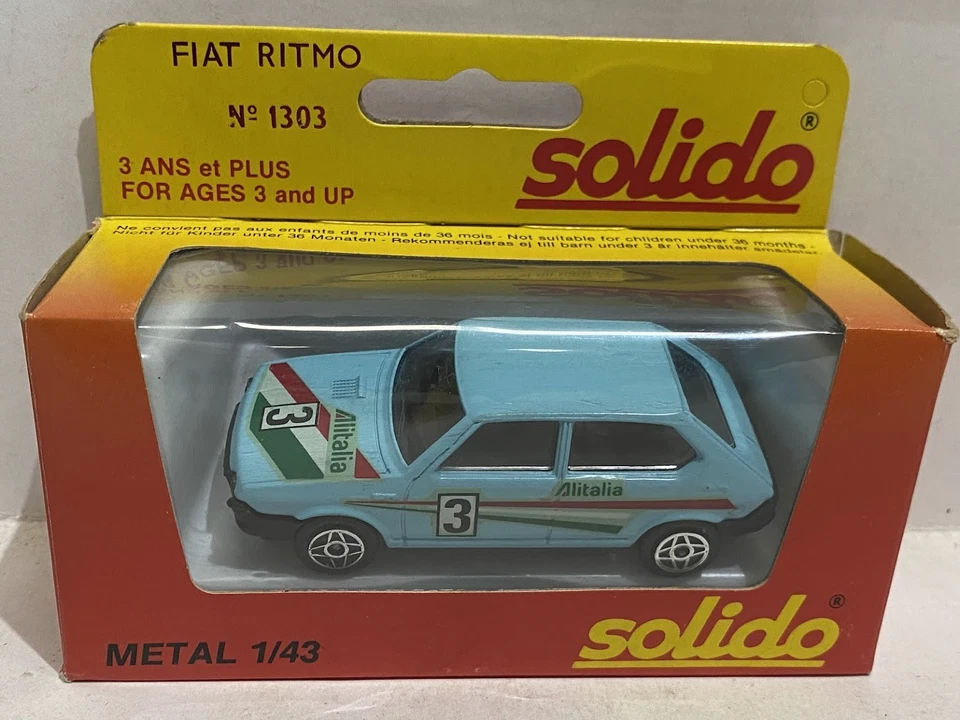 FIAT RITMO
Nº 1303
solido®
3 ANS et PLUS
FOR AGES 3 and UP
Ne convient pas aux enfants de moins de 36 mois - Not suitable for children under 36 months -
Nicht für Kinder unter 36 Monaten - Rekommenderas ej till barn under 3 år innehåller smådelar
3
Alitalia
3
Alitalia
METAL 1/43
solido®